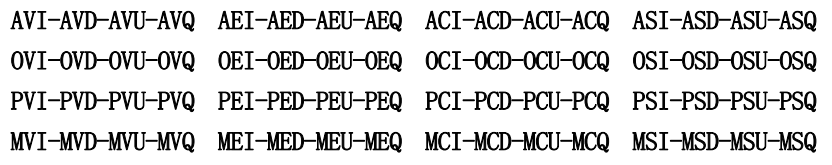 AVI-AVD-AVU-AVQ AEI-AED-AEU-AEQ ACI-ACD-ACU-ACQ ASI-ASD-ASU-ASQ
OVI-OVD-OVU-OVQ OEI-OED-OEU-OEQ OCI-OCD-OCU-OCQ OSI-OSD-OSU-OSQ
PVI-PVD-PVU-PVQ PEI-PED-PEU-PEQ PCI-PCD-PCU-PCQ PSI-PSD-PSU-PSQ
MVI-MVD-MVU-MVQ MEI-MED-MEU-MEQ MCI-MCD-MCU-MCQ MSI-MSD-MSU-MSQ